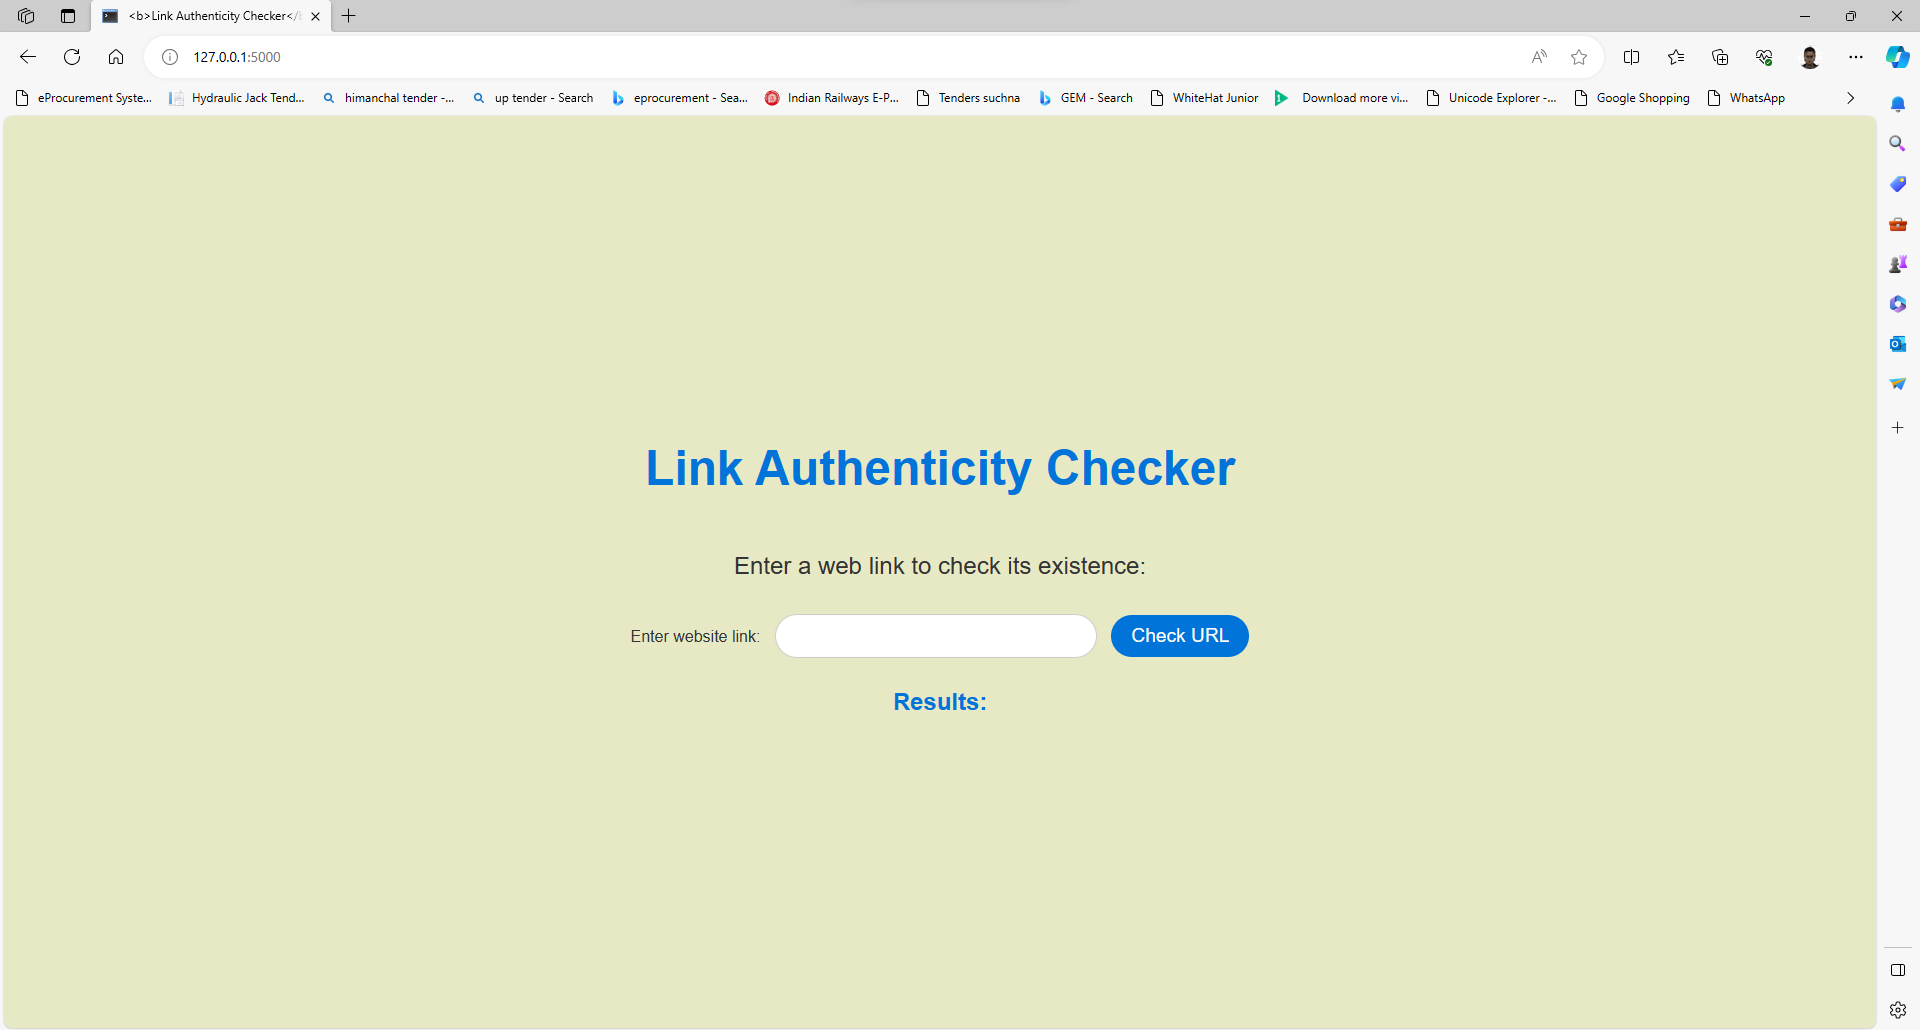 <b>Link Authenticity Checker</
127.0.0.1:5000
eProcurement Syste... Hydraulic Jack Tend... himanchal tender -... up tender - Search eprocurement - Sea... Indian Railways E-P... Tenders suchna GEM - Search WhiteHat Junior Download more vi... Unicode Explorer -... Google Shopping WhatsApp
Link Authenticity Checker
Enter a web link to check its existence:
Enter website link: Check URL
Results: